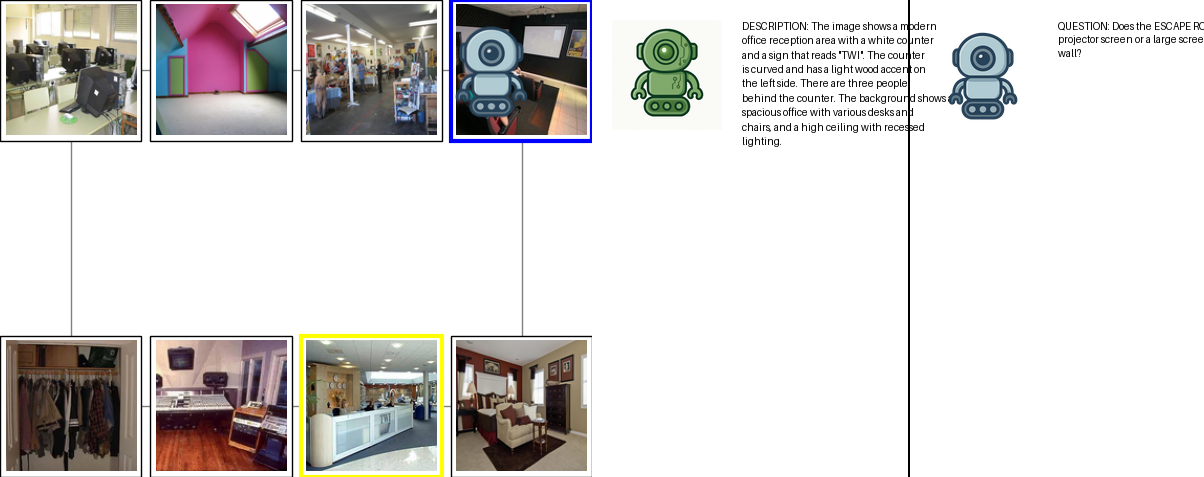 DESCRIPTION: The image shows a modern
office reception area with a white counter
and a sign that reads "TWI". The counter
is curved and has a light wood accent on
the left side. There are three people
behind the counter. The background shows
spacious office with various desks and
chairs, and a high ceiling with recessed
lighting.
QUESTION: Does the ESCAPE RO
projector screen or a large scree
wall?
TWI